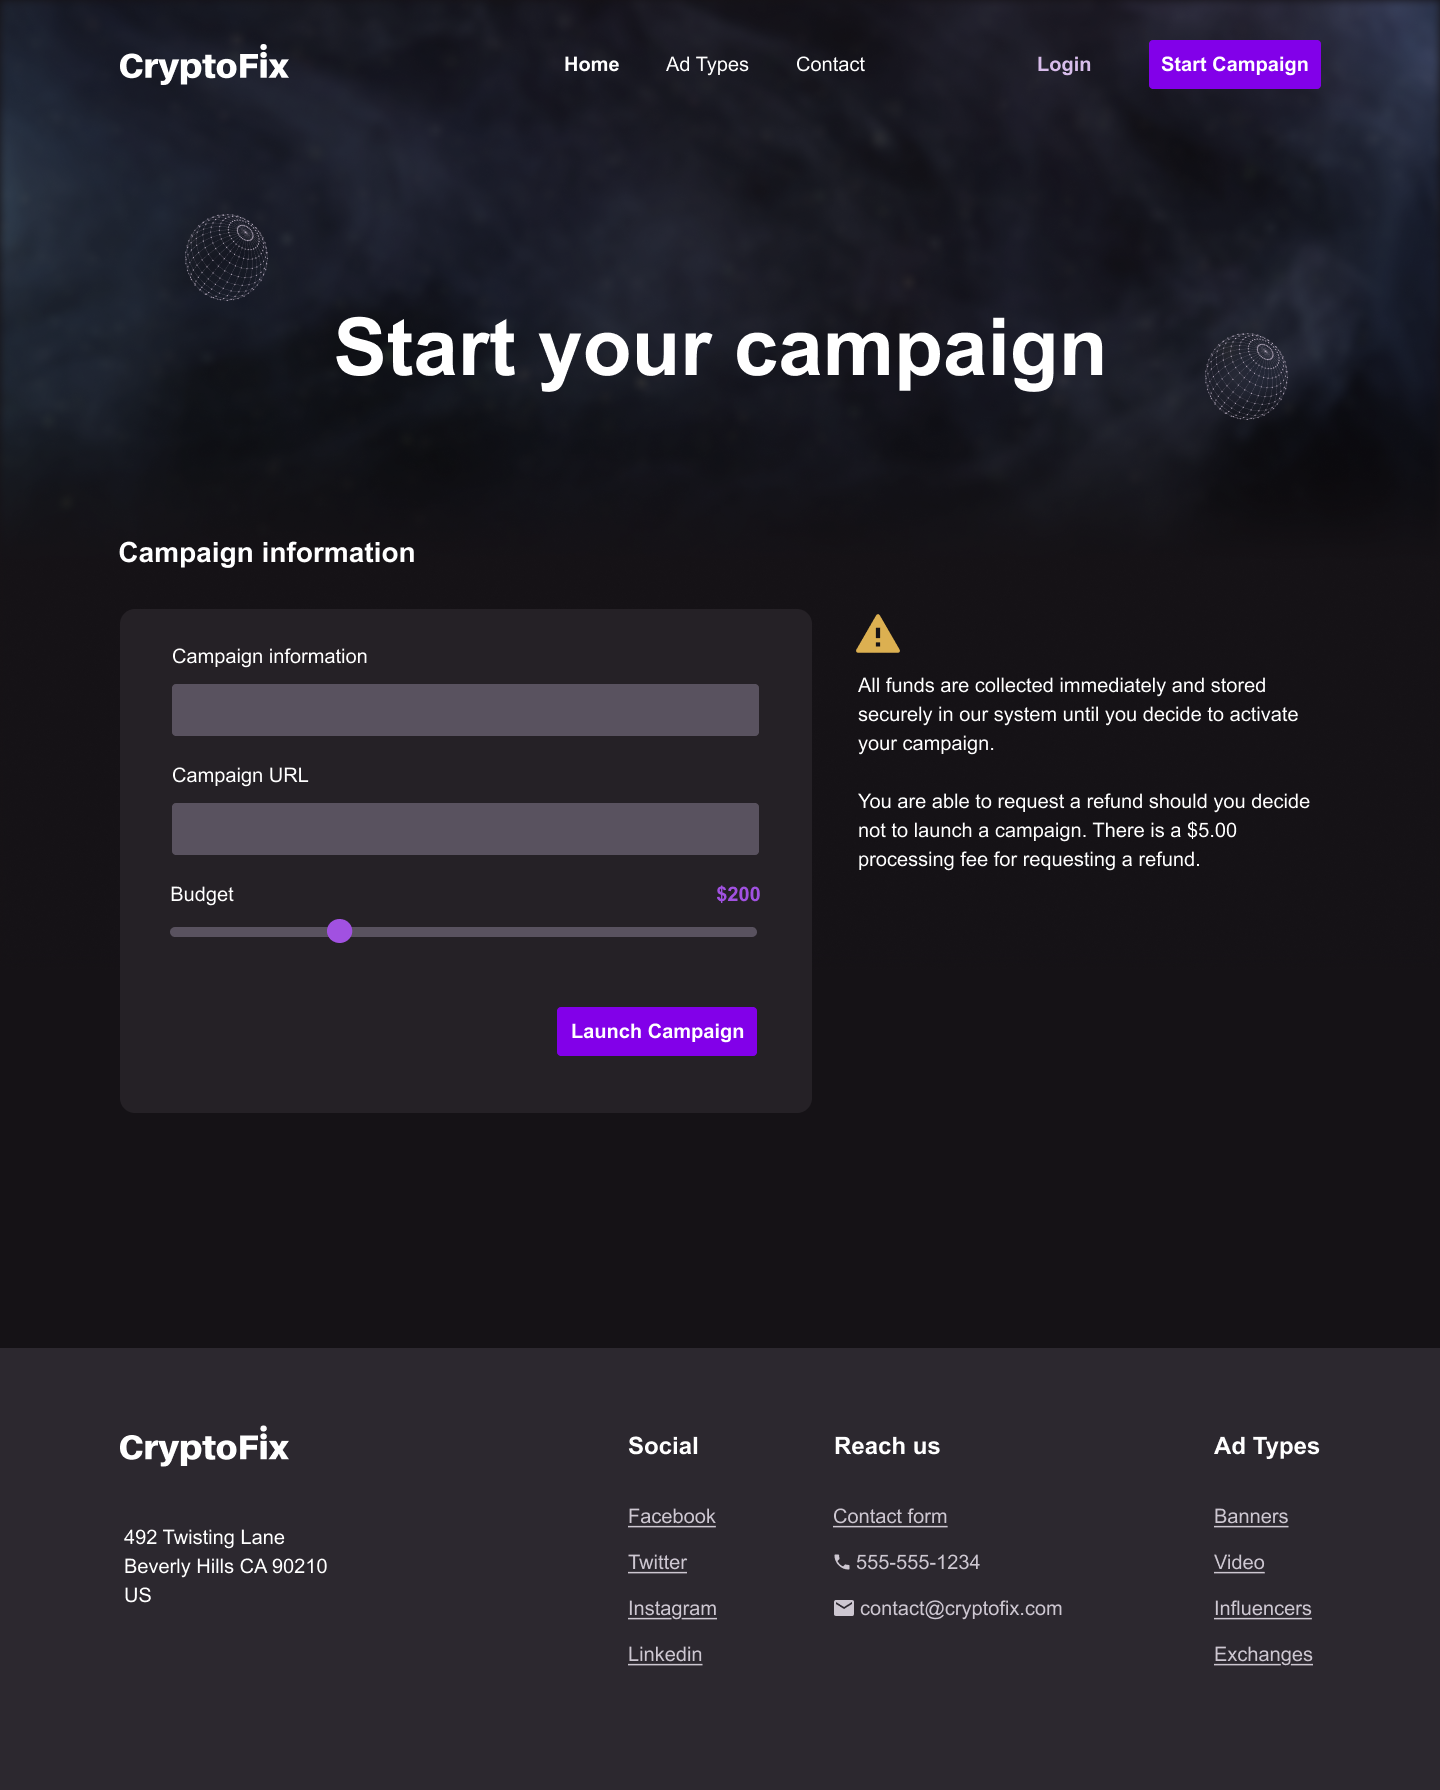 CryptoFix
Home
Ad Types
Contact
Login
Start Campaign
Start your campaign
Campaign information
Campaign information
Campaign URL
Budget
$200
Launch Campaign
All funds are collected immediately and stored
securely in our system until you decide to activate
your campaign.
You are able to request a refund should you decide
not to launch a campaign. There is a $5.00
processing fee for requesting a refund.
CryptoFix
492 Twisting Lane
Beverly Hills CA 90210
US
Social
Facebook
Twitter
Instagram
Linkedin
Reach us
Contact form
555-555-1234
contact@cryptofix.com
Ad Types
Banners
Video
Influencers
Exchanges